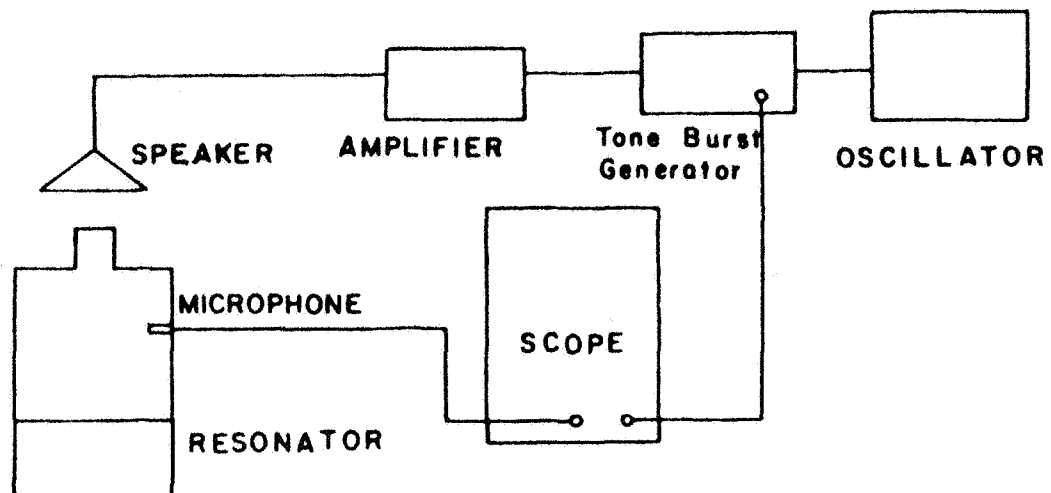 SPEAKER
AMPLIFIER
Tone Burst
Generator
OSCILLATOR
MICROPHONE
SCOPE
RESONATOR